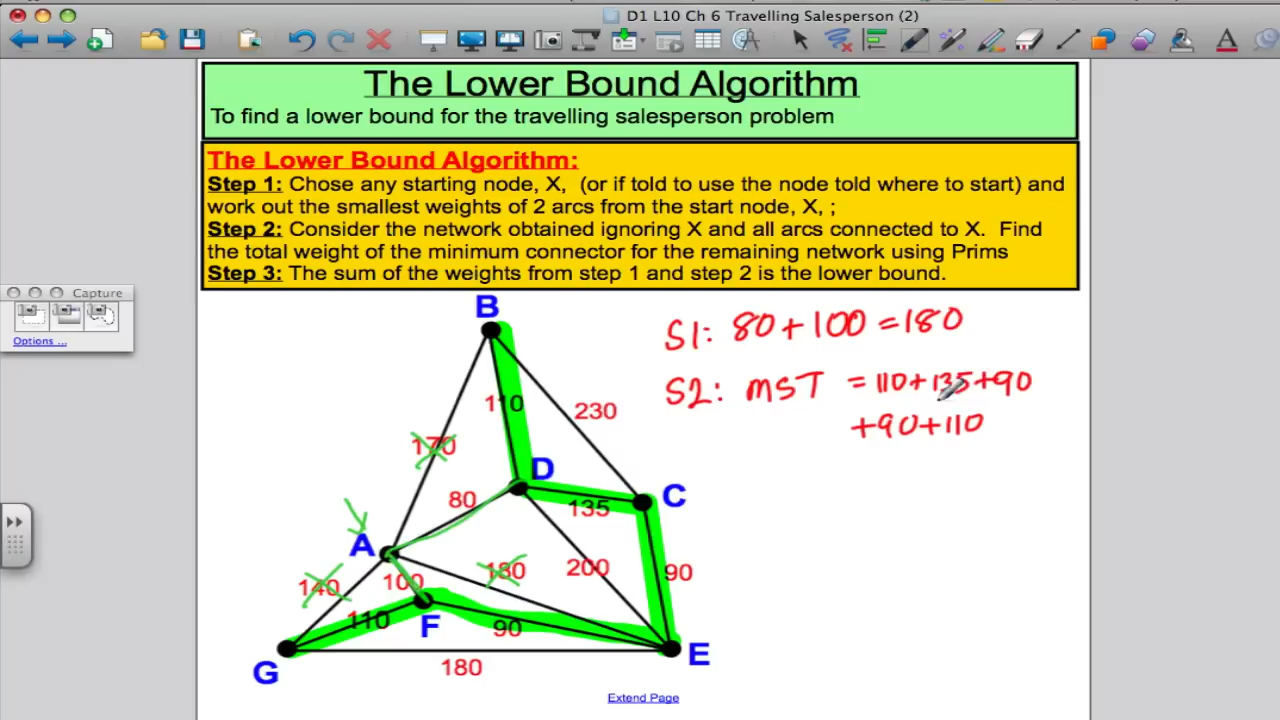 D1 L10 Ch 6 Travelling Salesperson (2)
The Lower Bound Algorithm
To find a lower bound for the travelling salesperson problem
The Lower Bound Algorithm:
Step 1: Chose any starting node, X, (or if told to use the node told where to start) and
work out the smallest weights of 2 arcs from the start node, X, ;
Step 2: Consider the network obtained ignoring X and all arcs connected to X. Find
the total weight of the minimum connector for the remaining network using Prims
Step 3: The sum of the weights from step 1 and step 2 is the lower bound.
Capture
Options ...
B
S1: 80+100=180
S2: MST = 110+135+90
+90+110
110
230
170
D
80
C
135
A
140
100
180
200
90
110
F
90
G
180
E
Extend Page